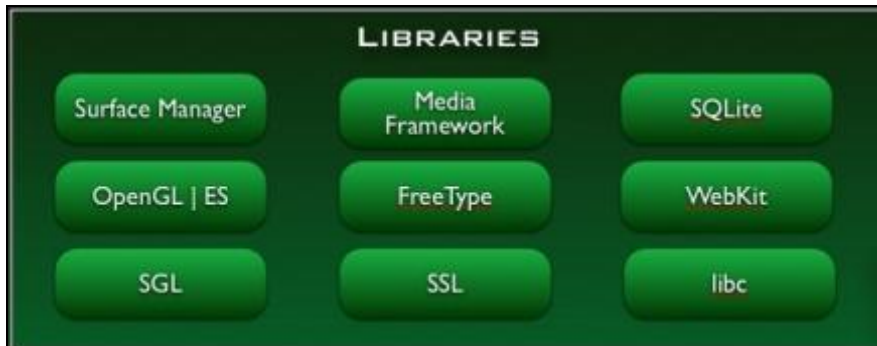 LIBRARIES
Surface Manager
Media
Framework
SQLite
OpenGL | ES
FreeType
WebKit
SGL
SSL
libc